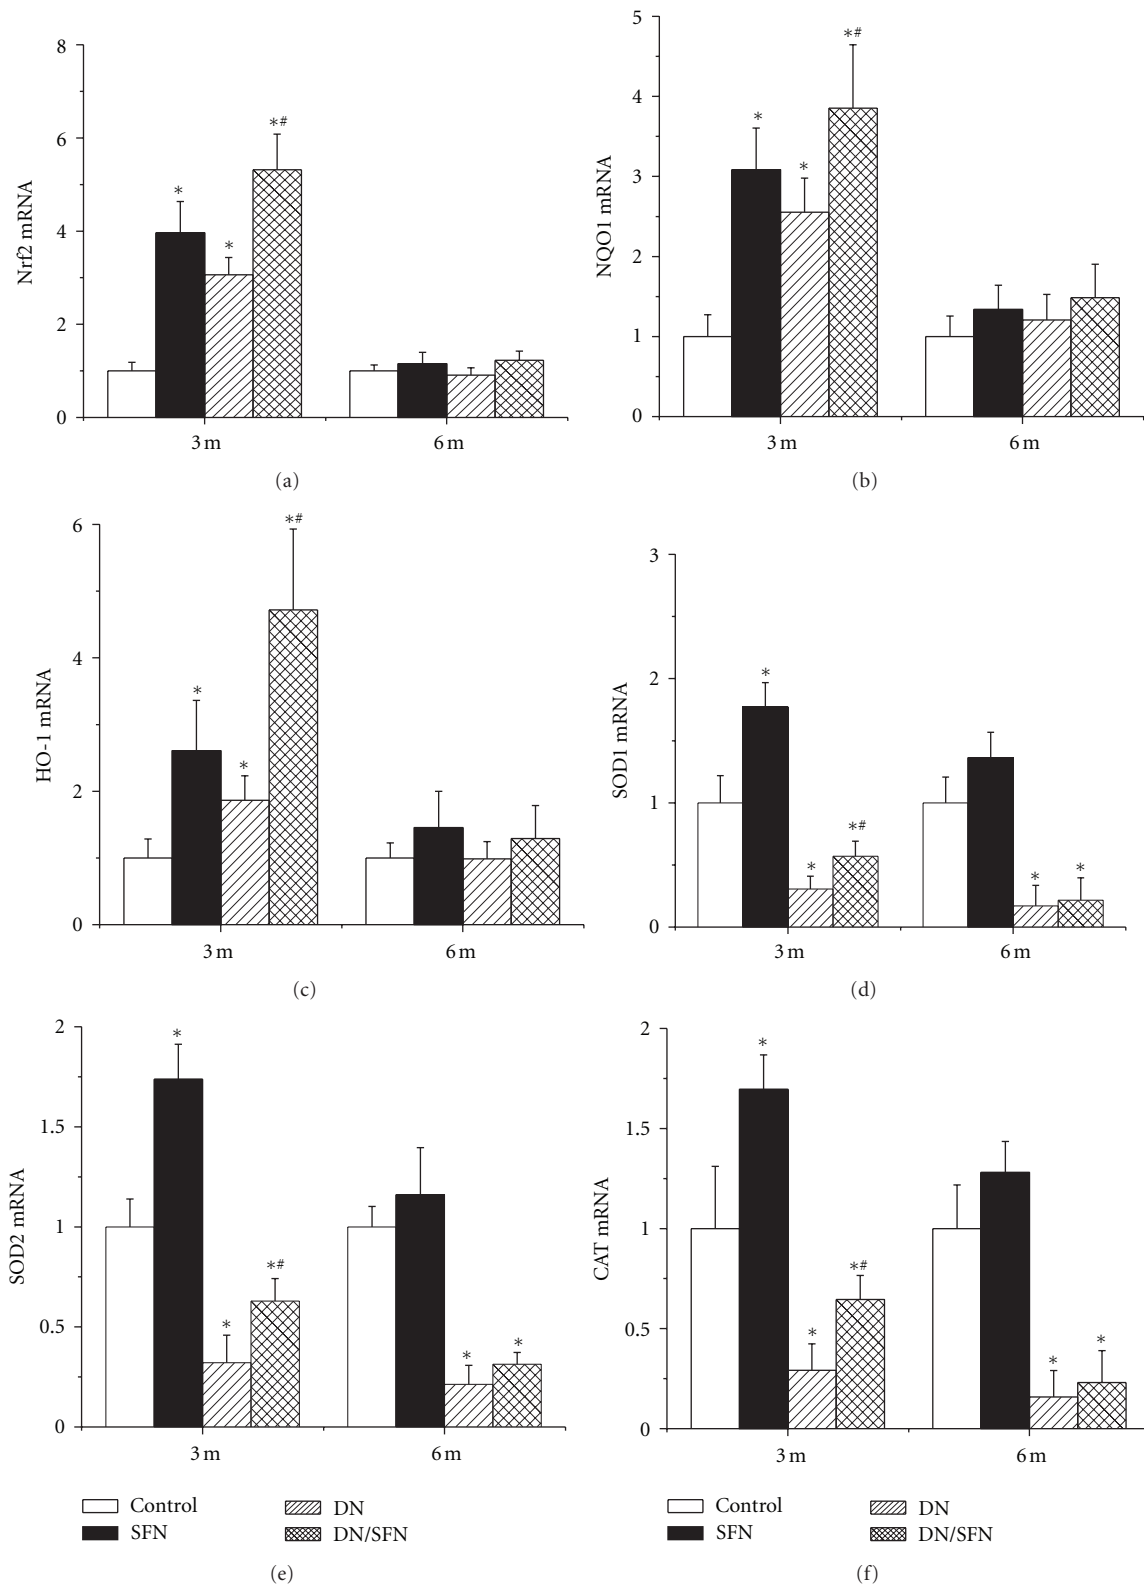 8
6
4
2
0
Nrf2 mRNA
*
*
*#
3 m
6 m
(a)
5
4
3
2
1
0
NQO1 mRNA
*
*
*#
3 m
6 m
(b)
6
4
2
0
HO-1 mRNA
*
*
*#
3 m
6 m
(c)
3
2
1
0
SOD1 mRNA
*
*
*#
*
*
3 m
6 m
(d)
2
1.5
1
0.5
0
SOD2 mRNA
*
*
*#
*
*
3 m
6 m
Control
SFN
DN
DN/SFN
(e)
2
1.5
1
0.5
0
CAT mRNA
*
*
*#
*
*
3 m
6 m
Control
SFN
DN
DN/SFN
(f)